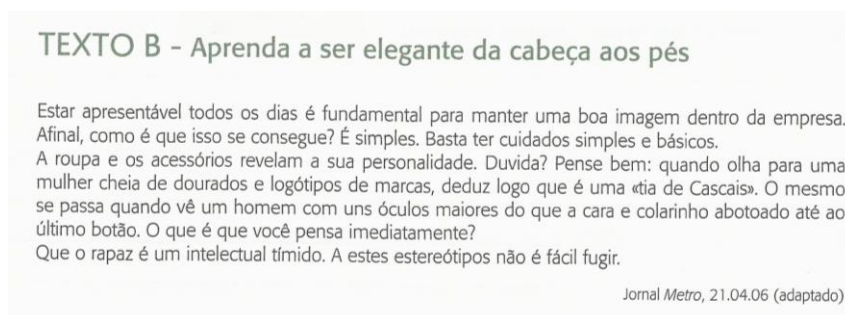 TEXTO B - Aprenda a ser elegante da cabeça aos pés
Estar apresentável todos os dias é fundamental para manter uma boa imagem dentro da empresa.
Afinal, como é que isso se consegue? É simples. Basta ter cuidados simples e básicos.
A roupa e os acessórios revelam a sua personalidade. Duvida? Pense bem: quando olha para uma
mulher cheia de dourados e logótipos de marcas, deduz logo que é uma «tia de Cascais». O mesmo
se passa quando vê um homem com uns óculos maiores do que a cara e colarinho abotoado até ao
último botão. O que é que você pensa imediatamente?
Que o rapaz é um intelectual tímido. A estes estereótipos não é fácil fugir.
Jornal Metro, 21.04.06 (adaptado)